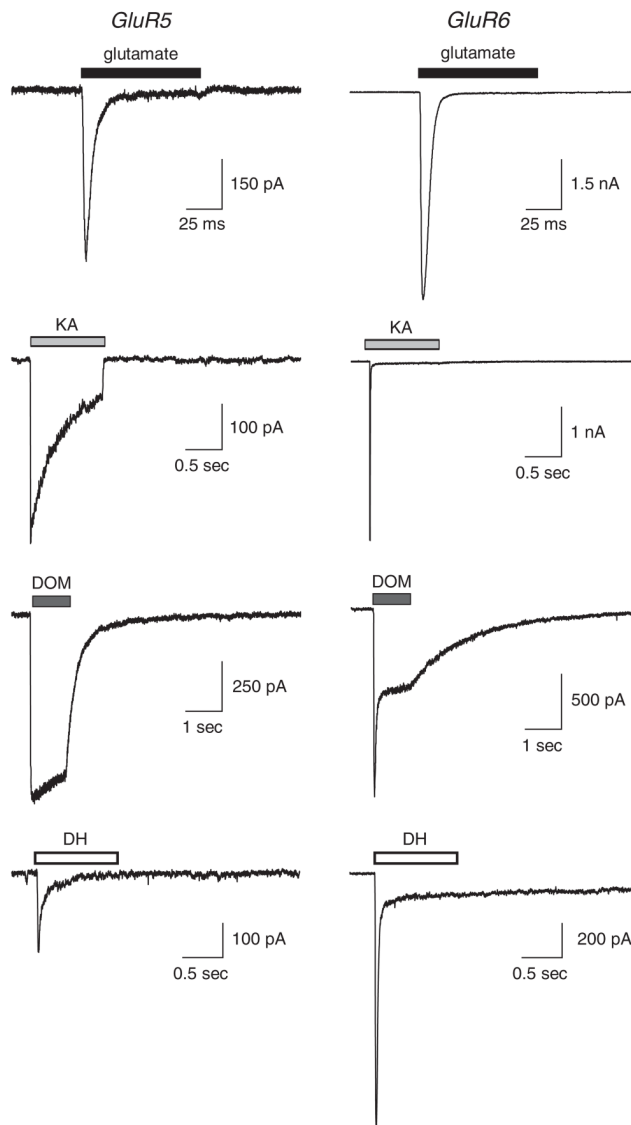 GluR5 GluR6
glutamate glutamate
150 pA 1.5 nA
25 ms 25 ms
KA KA
100 pA 1 nA
0.5 sec 0.5 sec
DOM DOM
250 pA 500 pA
1 sec 1 sec
DH DH
100 pA 200 pA
0.5 sec 0.5 sec